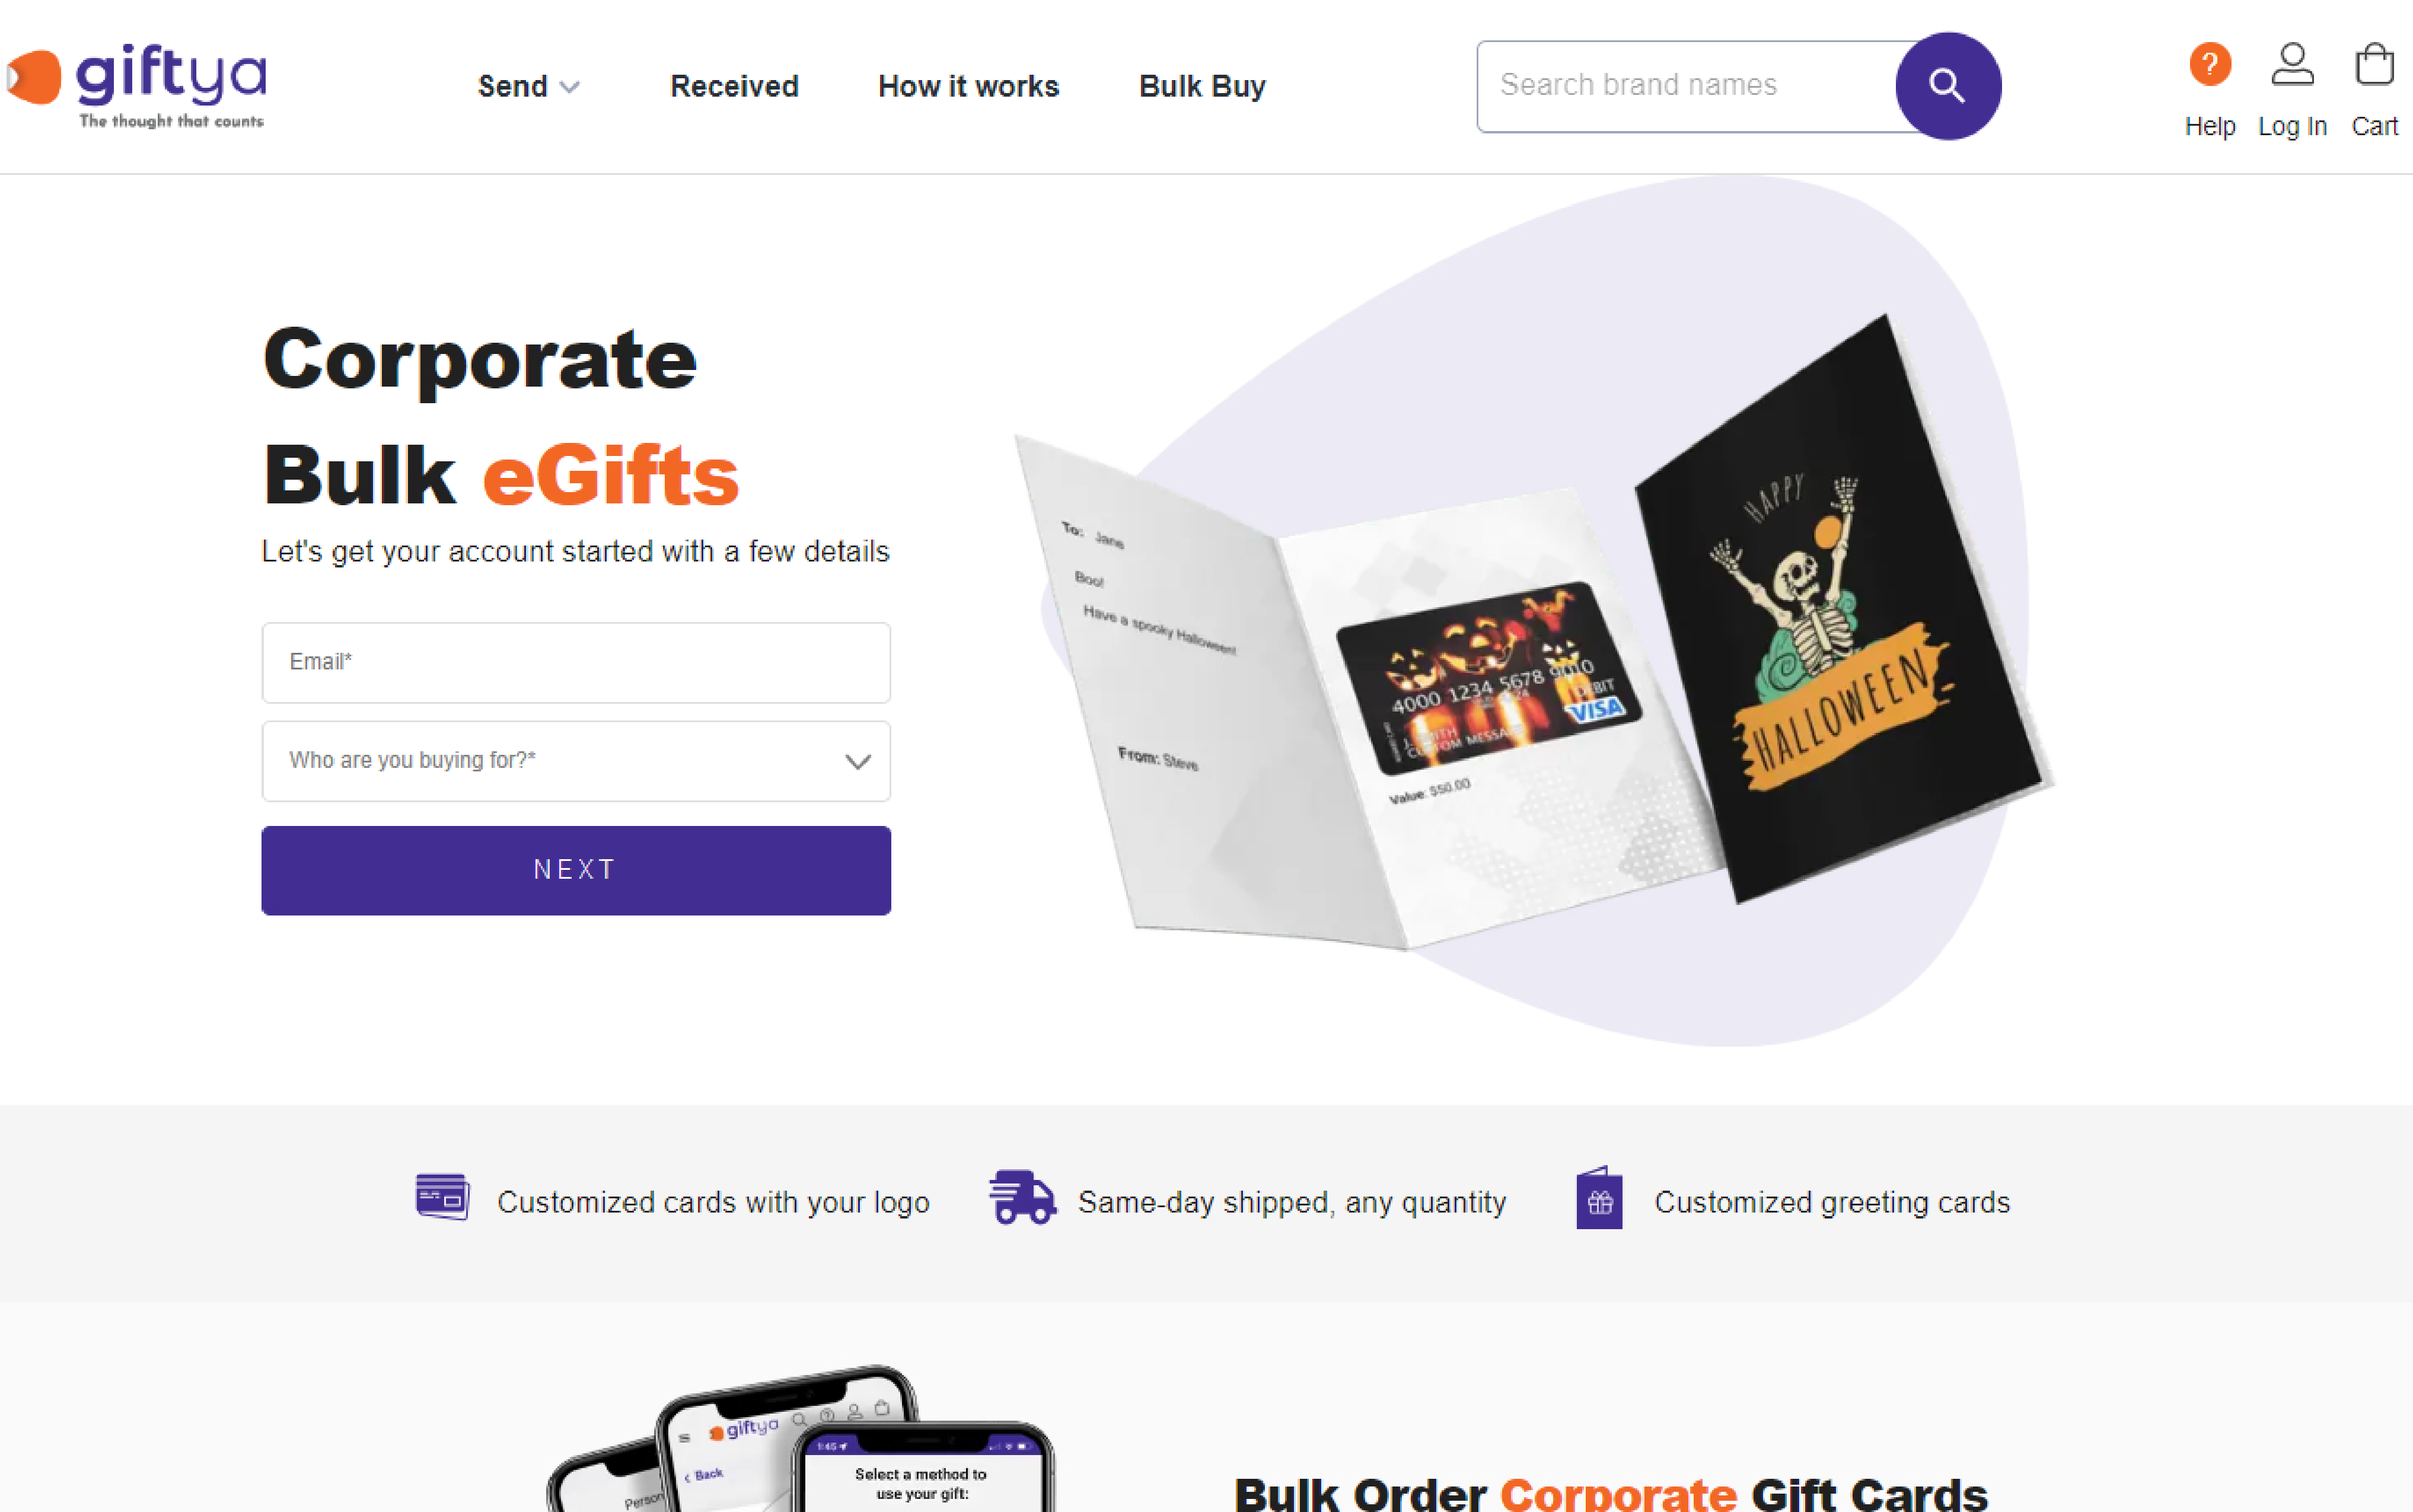 giftya
The thought that counts
Send
Received
How it works
Bulk Buy
Search brand names
?
Help
Log In
Cart
Corporate
Bulk eGifts
Let's get your account started with a few details
Email*
Who are you buying for?*
NEXT
To: Jane
Boo!
Have a spooky Halloween!
From: Steve
4000 1234 5678 9010
DEBIT
VISA
CUSTOM MESSAGE
Value: $50.00
HAPPY
HALLOWEEN
Customized cards with your logo
Same-day shipped, any quantity
Customized greeting cards
giftya
Back
Person
1:45
Select a method to
use your gift:
Bulk Order Corporate Gift Cards